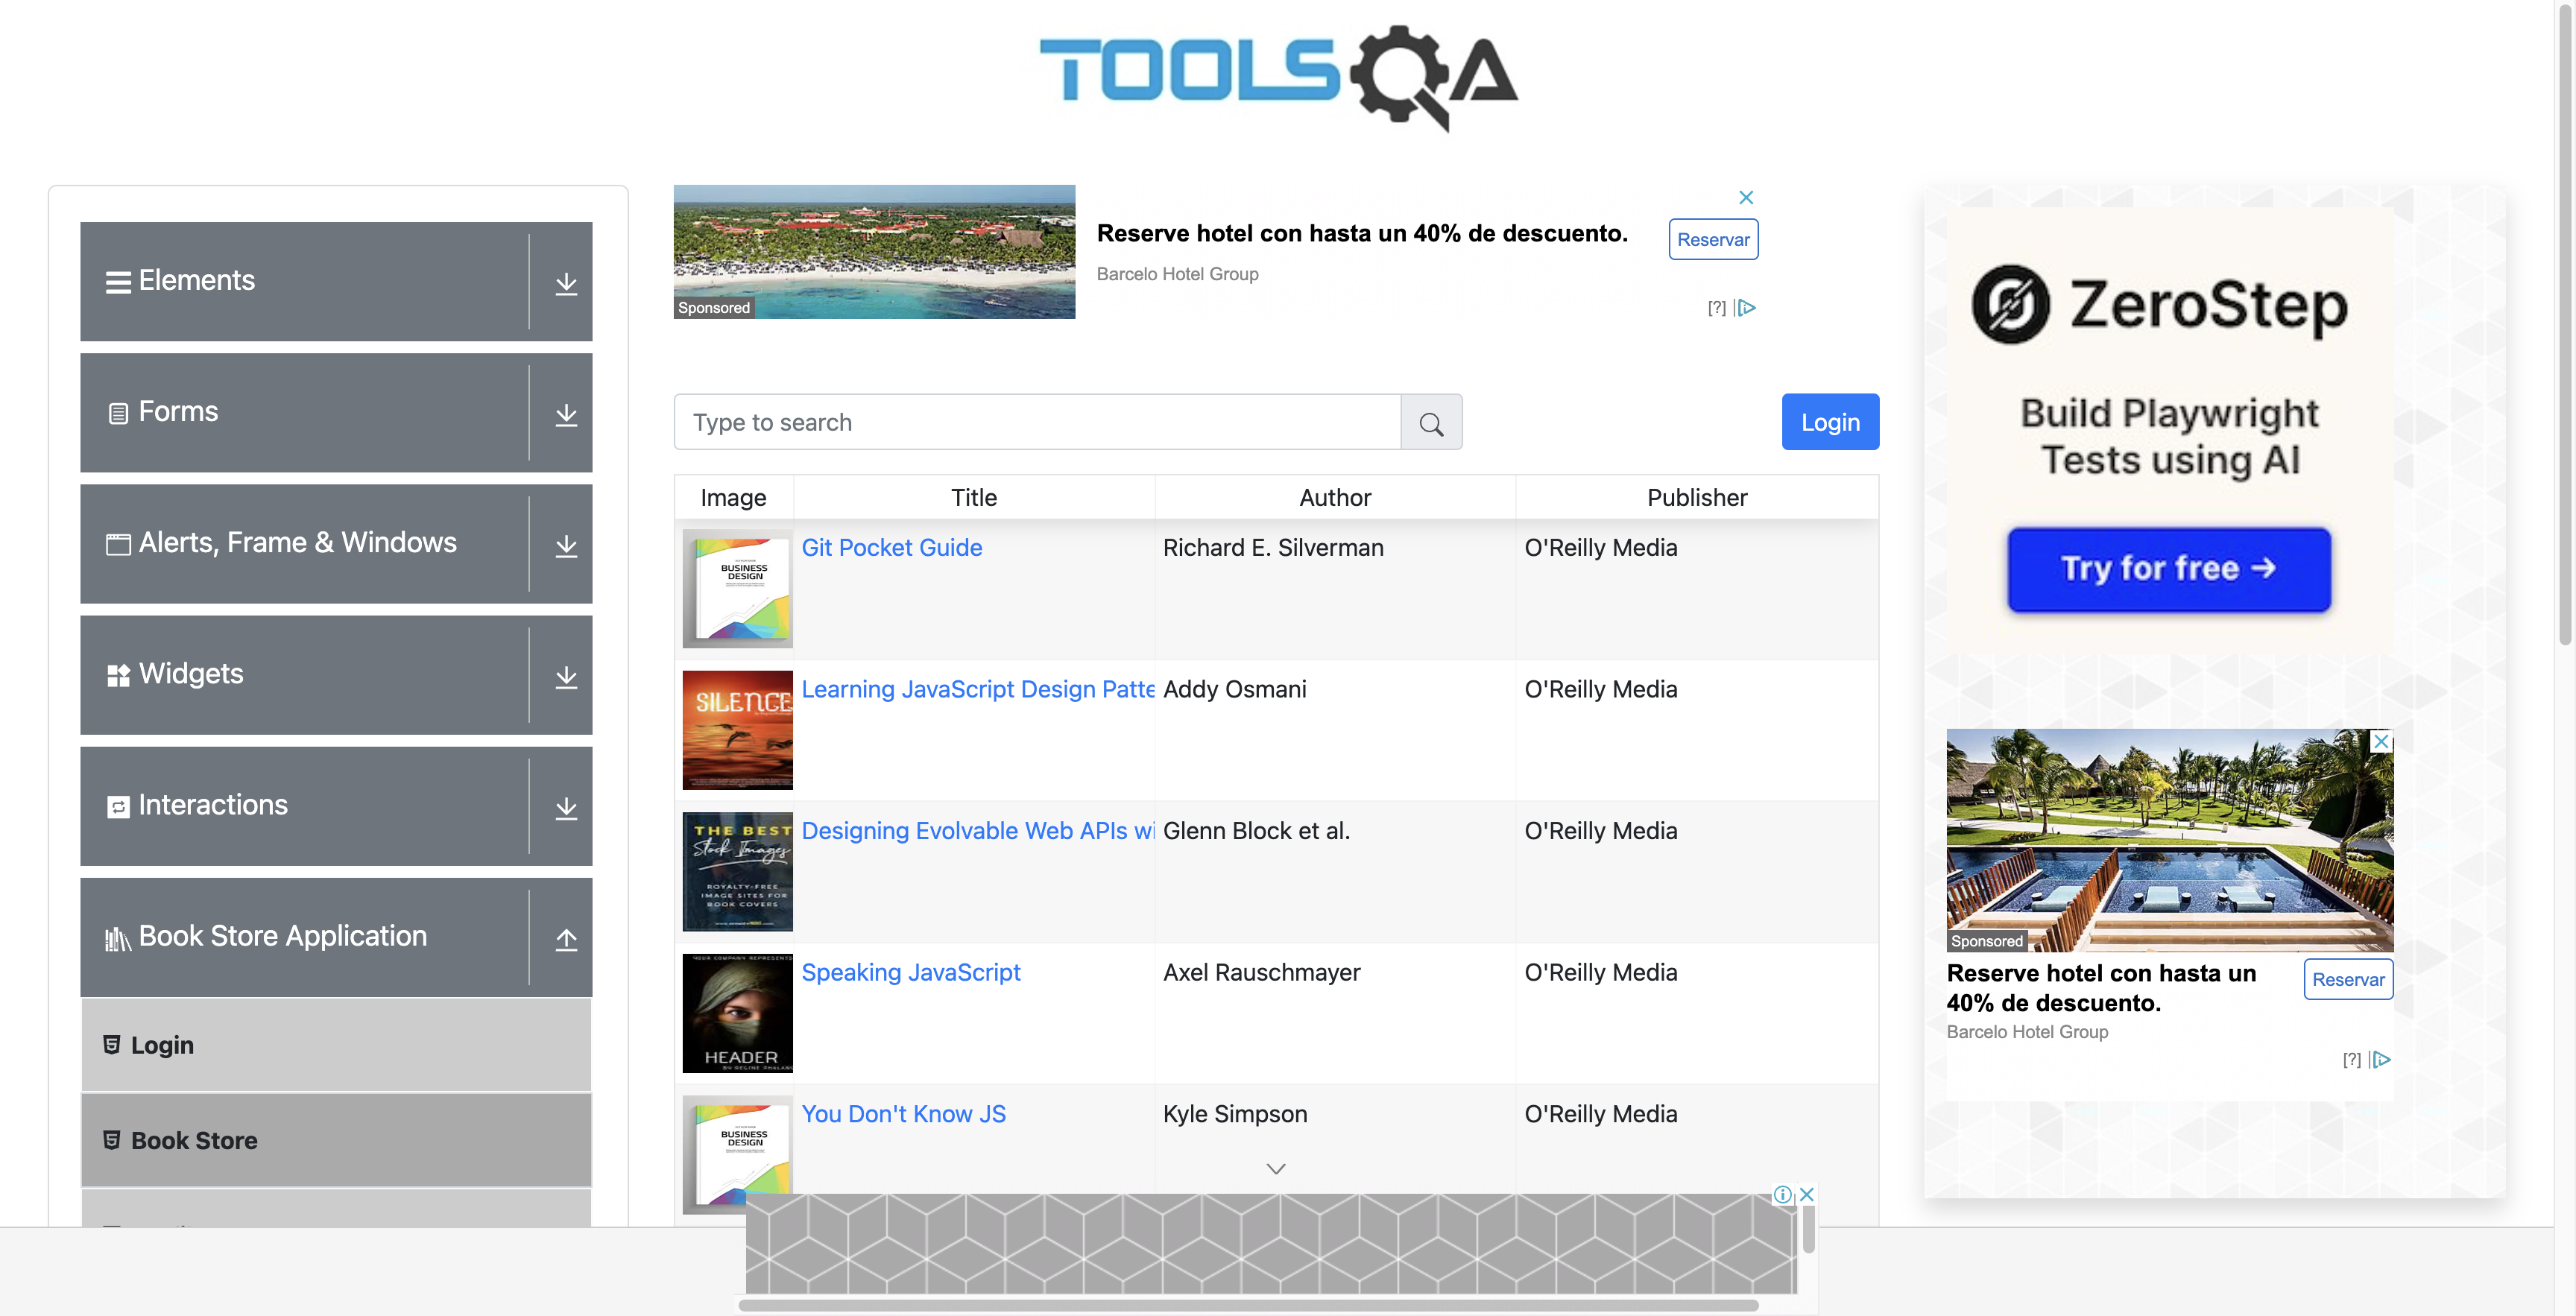 TOOLSQA
Elements
Forms
Alerts, Frame & Windows
Widgets
Interactions
Book Store Application
Login
Book Store
Reserve hotel con hasta un 40% de descuento.
Barcelo Hotel Group
Reservar
Sponsored
[?]
Type to search
Login
Image Title Author Publisher
BUSINESS
DESIGN
Git Pocket Guide Richard E. Silverman O'Reilly Media
SILENCE
Learning JavaScript Design Patte Addy Osmani O'Reilly Media
THE BEST
Stock Images
ROYALTY-FREE
IMAGE SITES FOR
BOOK COVERS
Designing Evolvable Web APIs wi Glenn Block et al. O'Reilly Media
YOUR COMPANY REPRESENTS
HEADER
Speaking JavaScript Axel Rauschmayer O'Reilly Media
BUSINESS
DESIGN
You Don't Know JS Kyle Simpson O'Reilly Media
ZeroStep
Build Playwright
Tests using AI
Try for free →
Sponsored
Reserve hotel con hasta un
40% de descuento.
Reservar
Barcelo Hotel Group
[?]